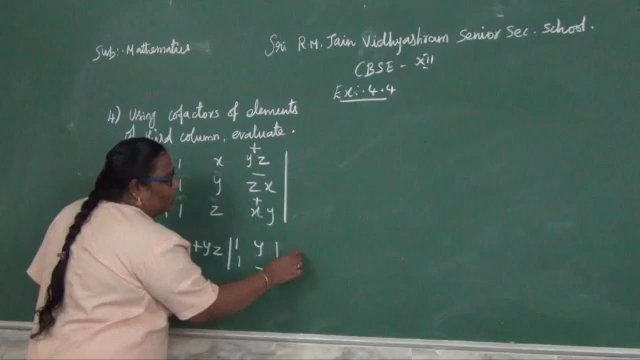 Sub:- Mathematics
Sri R.M. Jain Vidhyashram Senior Sec. School.
CBSE - XII
Ex:- 4.4
4) Using cofactors of elements
of third column, evaluate.
1 x yz
1 y zx
1 z xy
+yz | 1 y |
1